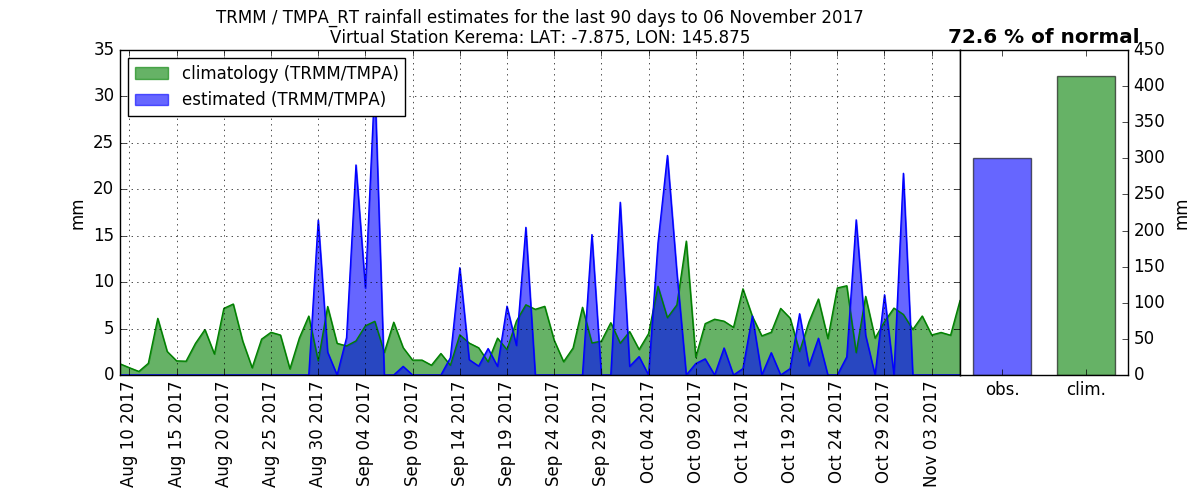 TRMM / TMPA_RT rainfall estimates for the last 90 days to 06 November 2017
Virtual Station Kerema: LAT: -7.875, LON: 145.875
72.6 % of normal
climatology (TRMM/TMPA)
estimated (TRMM/TMPA)
35
30
25
20
15
10
5
0
mm
Aug 10 2017
Aug 15 2017
Aug 20 2017
Aug 25 2017
Aug 30 2017
Sep 04 2017
Sep 09 2017
Sep 14 2017
Sep 19 2017
Sep 24 2017
Sep 29 2017
Oct 04 2017
Oct 09 2017
Oct 14 2017
Oct 19 2017
Oct 24 2017
Oct 29 2017
Nov 03 2017
450
400
350
300
250
200
150
100
50
0
mm
obs.
clim.